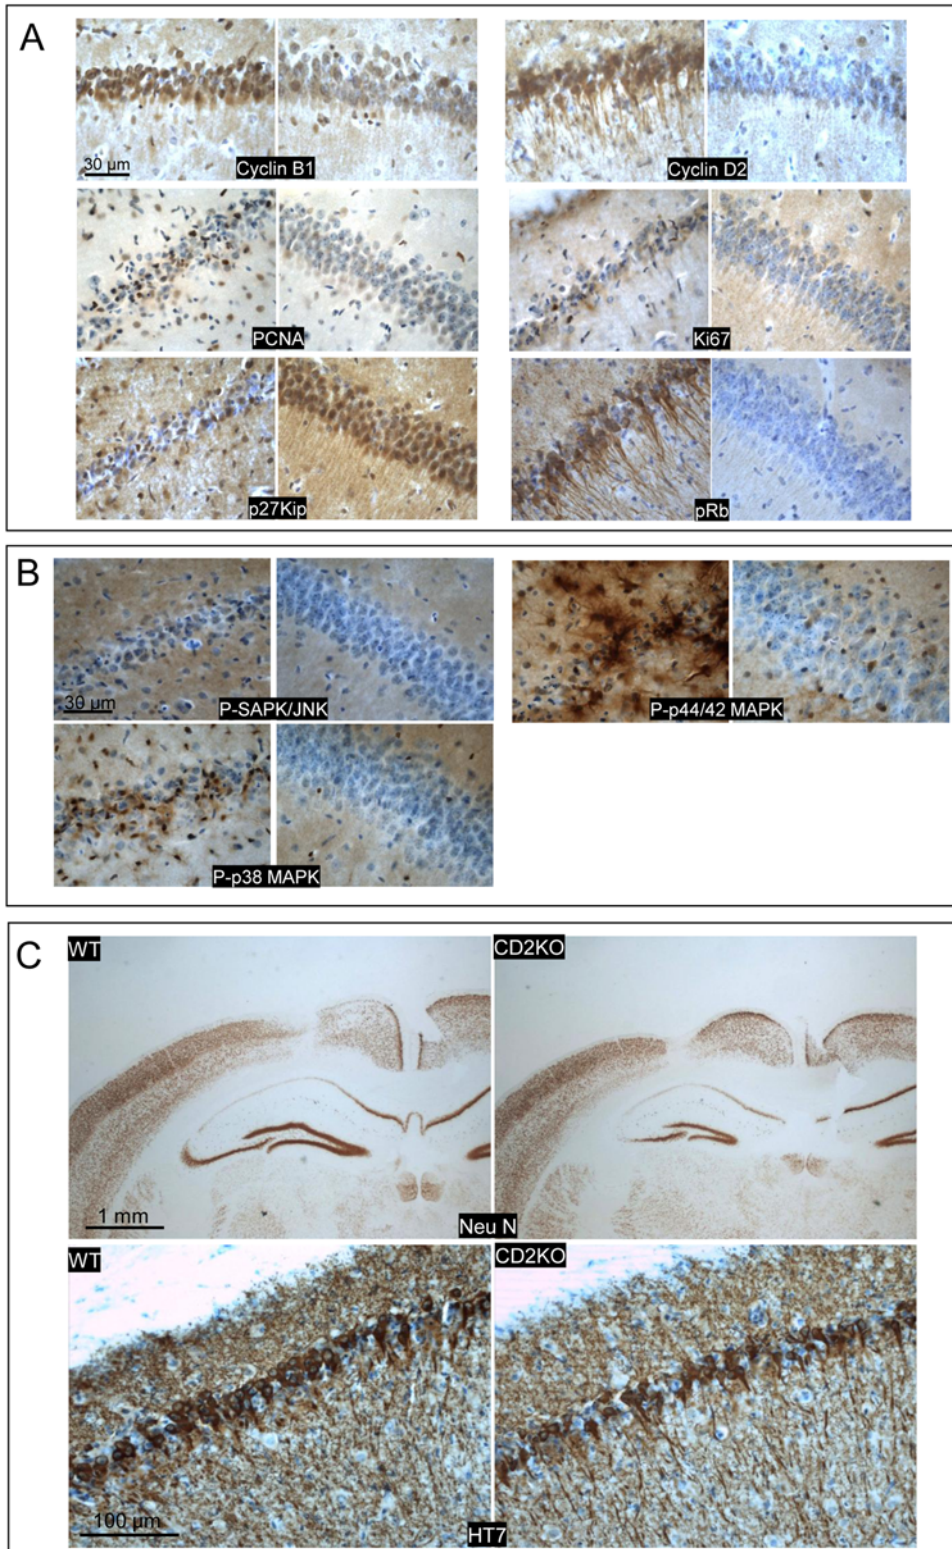 A
30 µm
Cyclin B1
Cyclin D2
PCNA
Ki67
p27Kip
pRb
B
P-SAPK/JNK
30 µm
P-p44/42 MAPK
P-p38 MAPK
C
WT
CD2KO
1 mm
Neu N
WT
CD2KO
100 µm
HT7